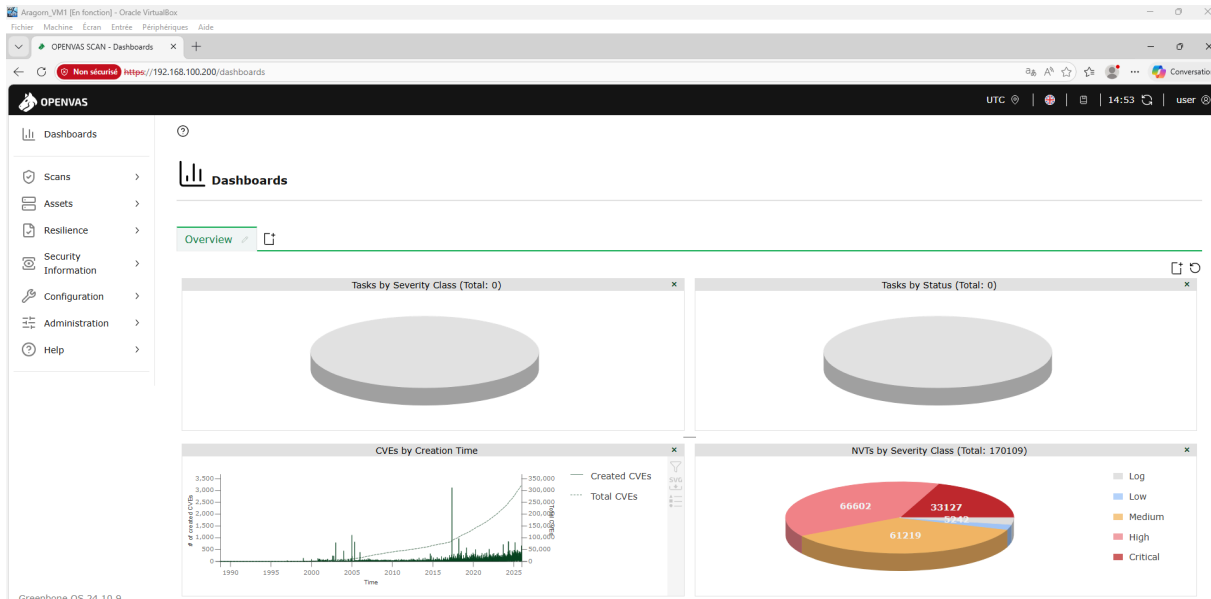 Aragorn_VM1 [En fonction] - Oracle VirtualBox
Fichier Machine Écran Entrée Périphériques Aide
OPENVAS SCAN - Dashboards
Non sécurisé https://192.168.100.200/dashboards
Conversatio
OPENVAS
UTC 14:53 user
Dashboards
Scans
Assets
Resilience
Security
Information
Configuration
Administration
Help
Dashboards
Overview
Tasks by Severity Class (Total: 0)
Tasks by Status (Total: 0)
CVEs by Creation Time
# of created CVEs
3,500
3,000
2,500
2,000
1,500
1,000
500
0
1990 1995 2000 2005 2010 2015 2020 2025
Time
350,000
300,000
250,000
200,000
150,000
100,000
50,000
0
Total CVEs
Created CVEs
Total CVEs
SVG
NVTs by Severity Class (Total: 170109)
66602
33127
5242
61219
Log
Low
Medium
High
Critical
Greenbone OS 24.10.9